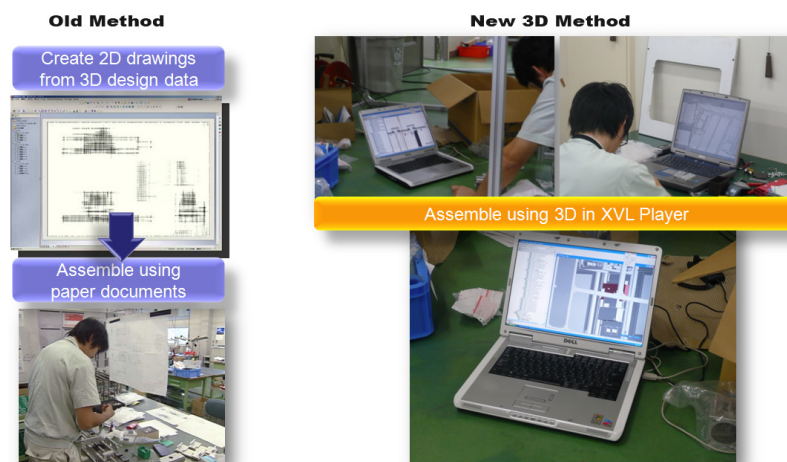 Old Method
New 3D Method
Create 2D drawings
from 3D design data
Assemble using 3D in XVL Player
Assemble using
paper documents
DELL